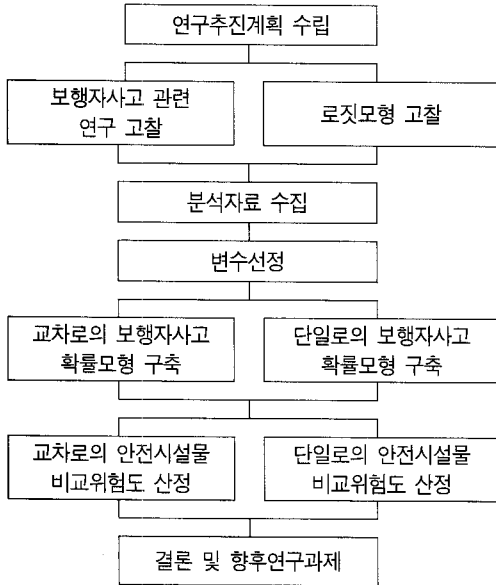 연구추진계획 수립
보행자사고 관련
연구 고찰
로짓모형 고찰
분석자료 수집
변수선정
교차로의 보행자사고
확률모형 구축
단일로의 보행자사고
확률모형 구축
교차로의 안전시설물
비교위험도 산정
단일로의 안전시설물
비교위험도 산정
결론 및 향후연구과제